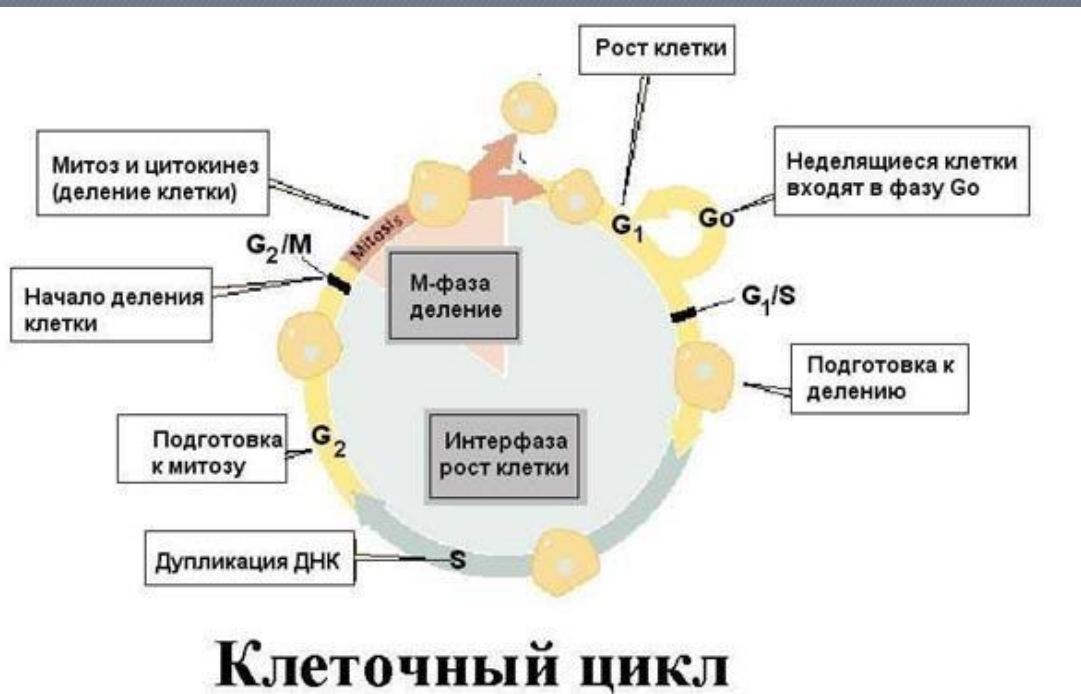 Рост клетки
Митоз и цитокинез
(деление клетки)
Неделящиеся клетки
входят в фазу Go
G₁
Go
Mitosis
G₂/M
М-фаза
деление
Начало деления
клетки
G₁/S
Подготовка к
делению
Подготовка
к митозу
G₂
Интерфаза
рост клетки
Дупликация ДНК
S
Клеточный цикл